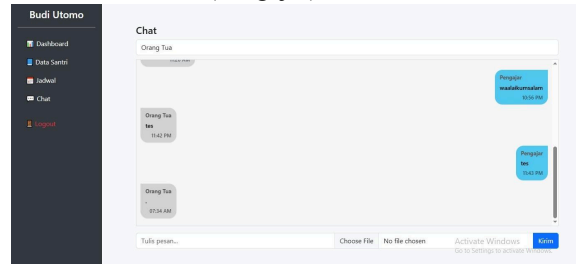 Budi Utomo
Dashboard
Data Santri
Jadwal
Chat
Logout
Chat
Orang Tua
Pengajar
waalaikumsalam
10:56 PM
Orang Tua
tes
11:42 PM
Pengajar
tes
11:43 PM
Orang Tua
.
07:34 AM
Tulis pesan...
Choose File No file chosen
Kirim
Activate Windows
Go to Settings to activate Windows.